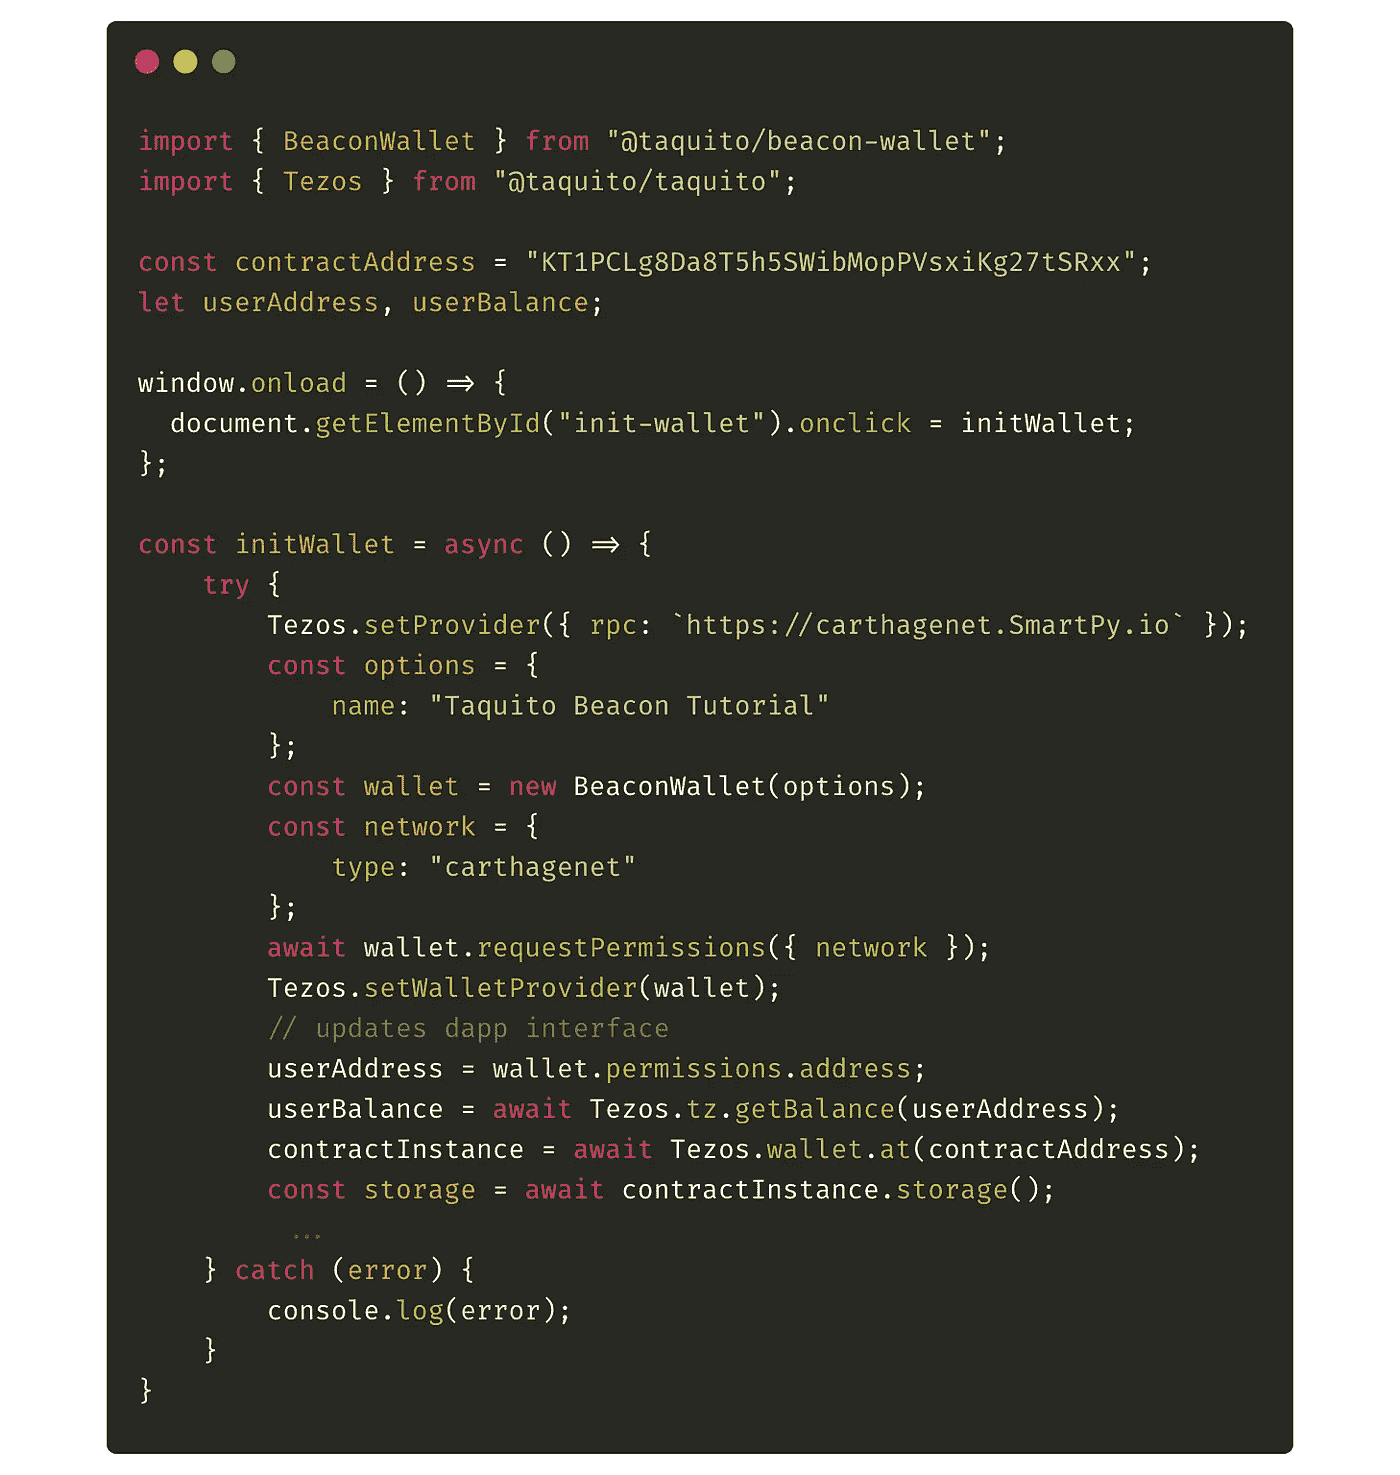 import { BeaconWallet } from "@taquito/beacon-wallet";
import { Tezos } from "@taquito/taquito";

const contractAddress = "KT1PCLg8Da8T5h5SWibMopPVsxiKg27tSRxx";
let userAddress, userBalance;

window.onload = () => {
  document.getElementById("init-wallet").onclick = initWallet;
};

const initWallet = async () => {
    try {
        Tezos.setProvider({ rpc: `https://carthagenet.SmartPy.io` });
        const options = {
            name: "Taquito Beacon Tutorial"
        };
        const wallet = new BeaconWallet(options);
        const network = {
            type: "carthagenet"
        };
        await wallet.requestPermissions({ network });
        Tezos.setWalletProvider(wallet);
        // updates dapp interface
        userAddress = wallet.permissions.address;
        userBalance = await Tezos.tz.getBalance(userAddress);
        contractInstance = await Tezos.wallet.at(contractAddress);
        const storage = await contractInstance.storage();
         ...
    } catch (error) {
        console.log(error);
    }
}